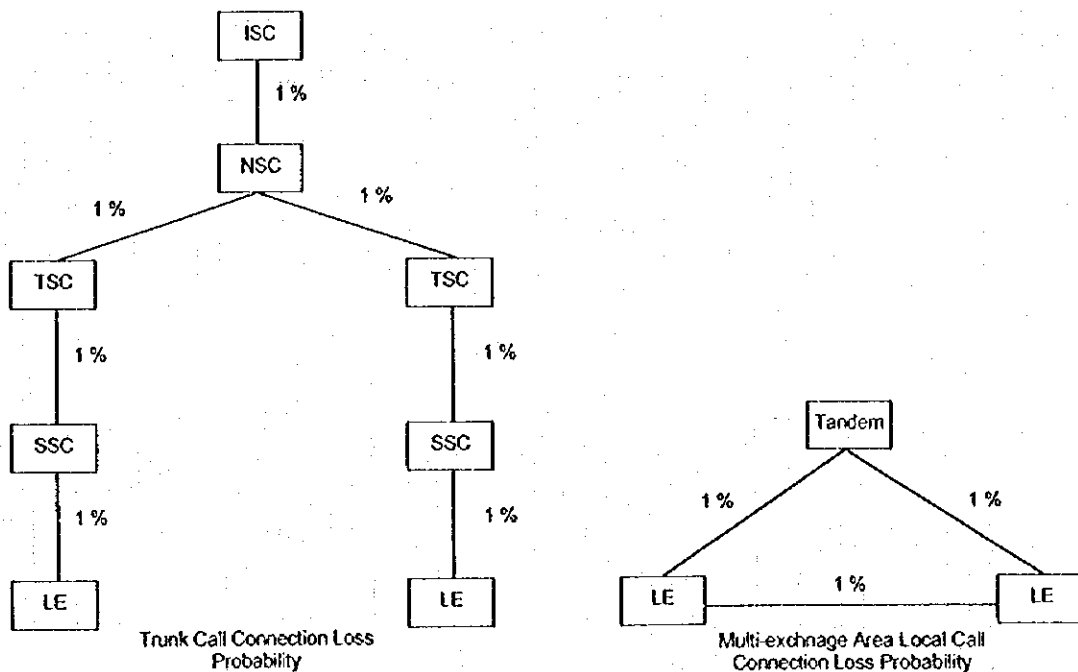 ISC
1 %
NSC
1 %
1 %
TSC
TSC
1 %
1 %
Tandem
SSC
SSC
1 %
1 %
1 %
1 %
LE
LE
LE
1 %
LE
Trunk Call Connection Loss
Probability
Multi-exchnage Area Local Call
Connection Loss Probability